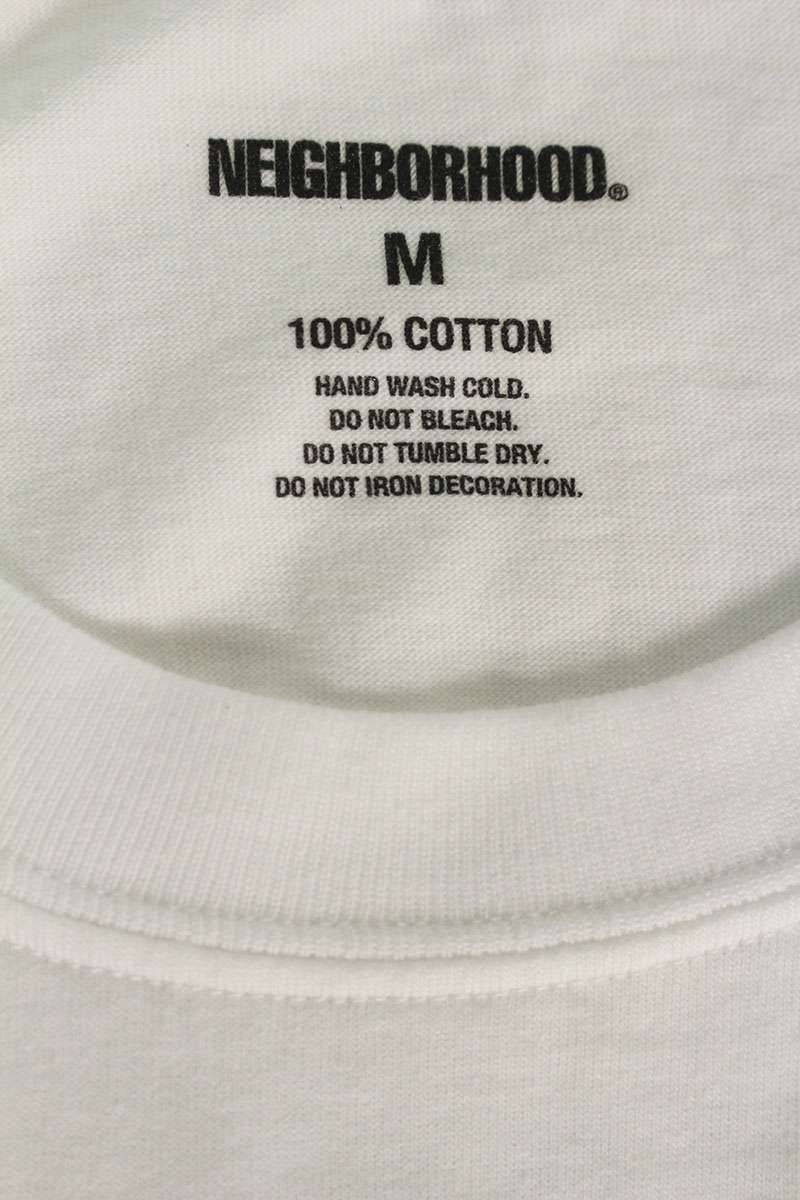 NEIGHBORHOOD®
M
100% COTTON
HAND WASH COLD.
DO NOT BLEACH.
DO NOT TUMBLE DRY.
DO NOT IRON DECORATION.